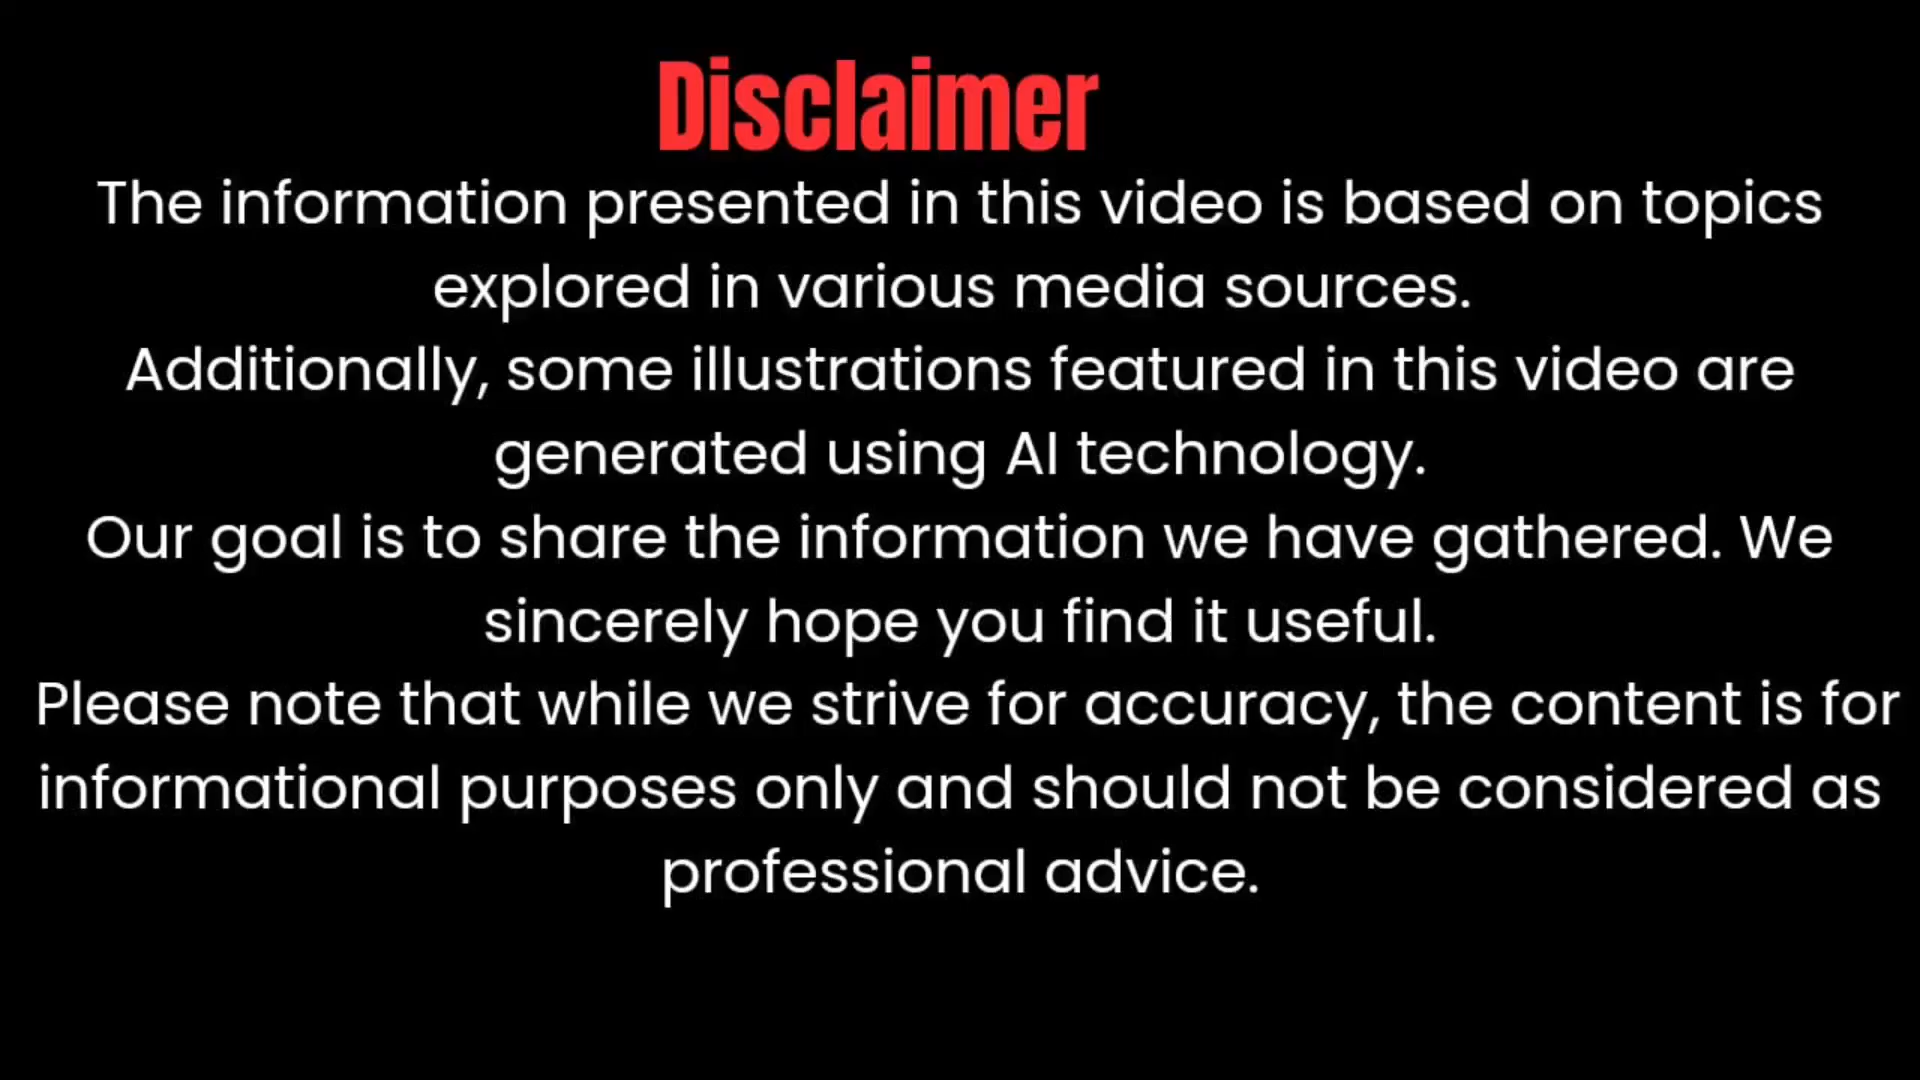 Disclaimer
The information presented in this video is based on topics
explored in various media sources.
Additionally, some illustrations featured in this video are
generated using AI technology.
Our goal is to share the information we have gathered. We
sincerely hope you find it useful.
Please note that while we strive for accuracy, the content is for
informational purposes only and should not be considered as
professional advice.